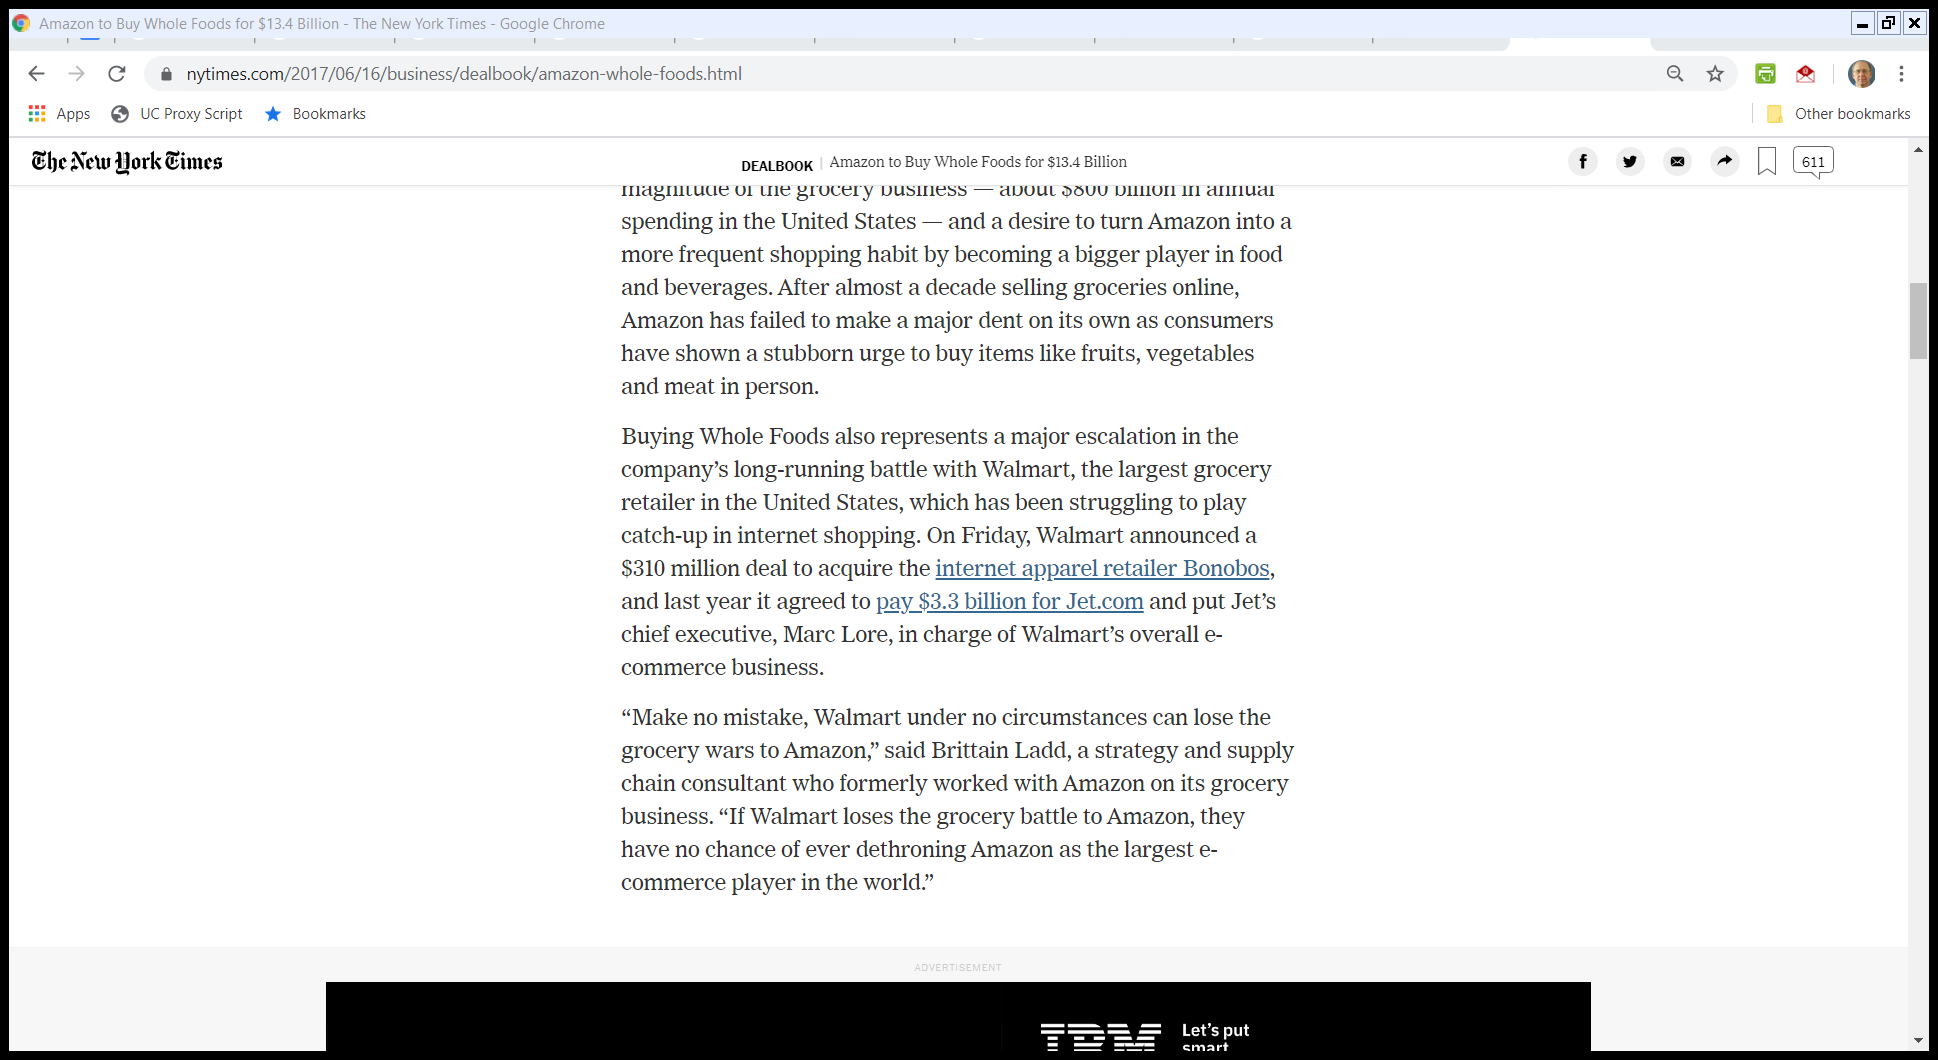 Amazon to Buy Whole Foods for $13.4 Billion - The New York Times - Google Chrome
nytimes.com/2017/06/16/business/dealbook/amazon-whole-foods.html
Apps UC Proxy Script Bookmarks Other bookmarks
The New York Times DEALBOOK | Amazon to Buy Whole Foods for $13.4 Billion 611
magnitude of the grocery business — about $800 billion in annual
spending in the United States — and a desire to turn Amazon into a
more frequent shopping habit by becoming a bigger player in food
and beverages. After almost a decade selling groceries online,
Amazon has failed to make a major dent on its own as consumers
have shown a stubborn urge to buy items like fruits, vegetables
and meat in person.
Buying Whole Foods also represents a major escalation in the
company’s long-running battle with Walmart, the largest grocery
retailer in the United States, which has been struggling to play
catch-up in internet shopping. On Friday, Walmart announced a
$310 million deal to acquire the internet apparel retailer Bonobos,
and last year it agreed to pay $3.3 billion for Jet.com and put Jet’s
chief executive, Marc Lore, in charge of Walmart’s overall e-
commerce business.
“Make no mistake, Walmart under no circumstances can lose the
grocery wars to Amazon,” said Brittain Ladd, a strategy and supply
chain consultant who formerly worked with Amazon on its grocery
business. “If Walmart loses the grocery battle to Amazon, they
have no chance of ever dethroning Amazon as the largest e-
commerce player in the world.”
ADVERTISEMENT
IBM Let’s put
smart